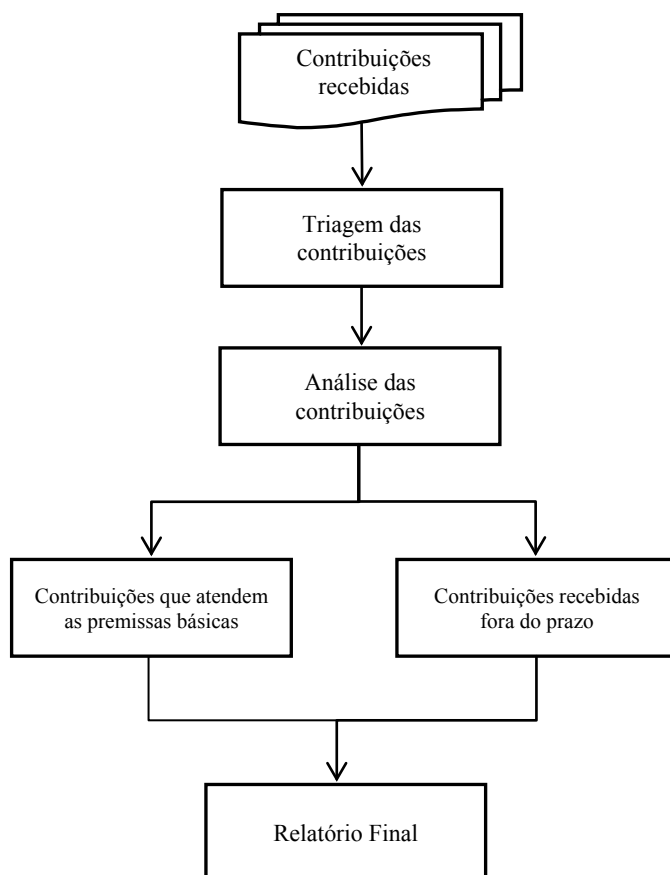 Contribuições
recebidas
Triagem das
contribuições
Análise das
contribuições
Contribuições que atendem
as premissas básicas
Contribuições recebidas
fora do prazo
Relatório Final